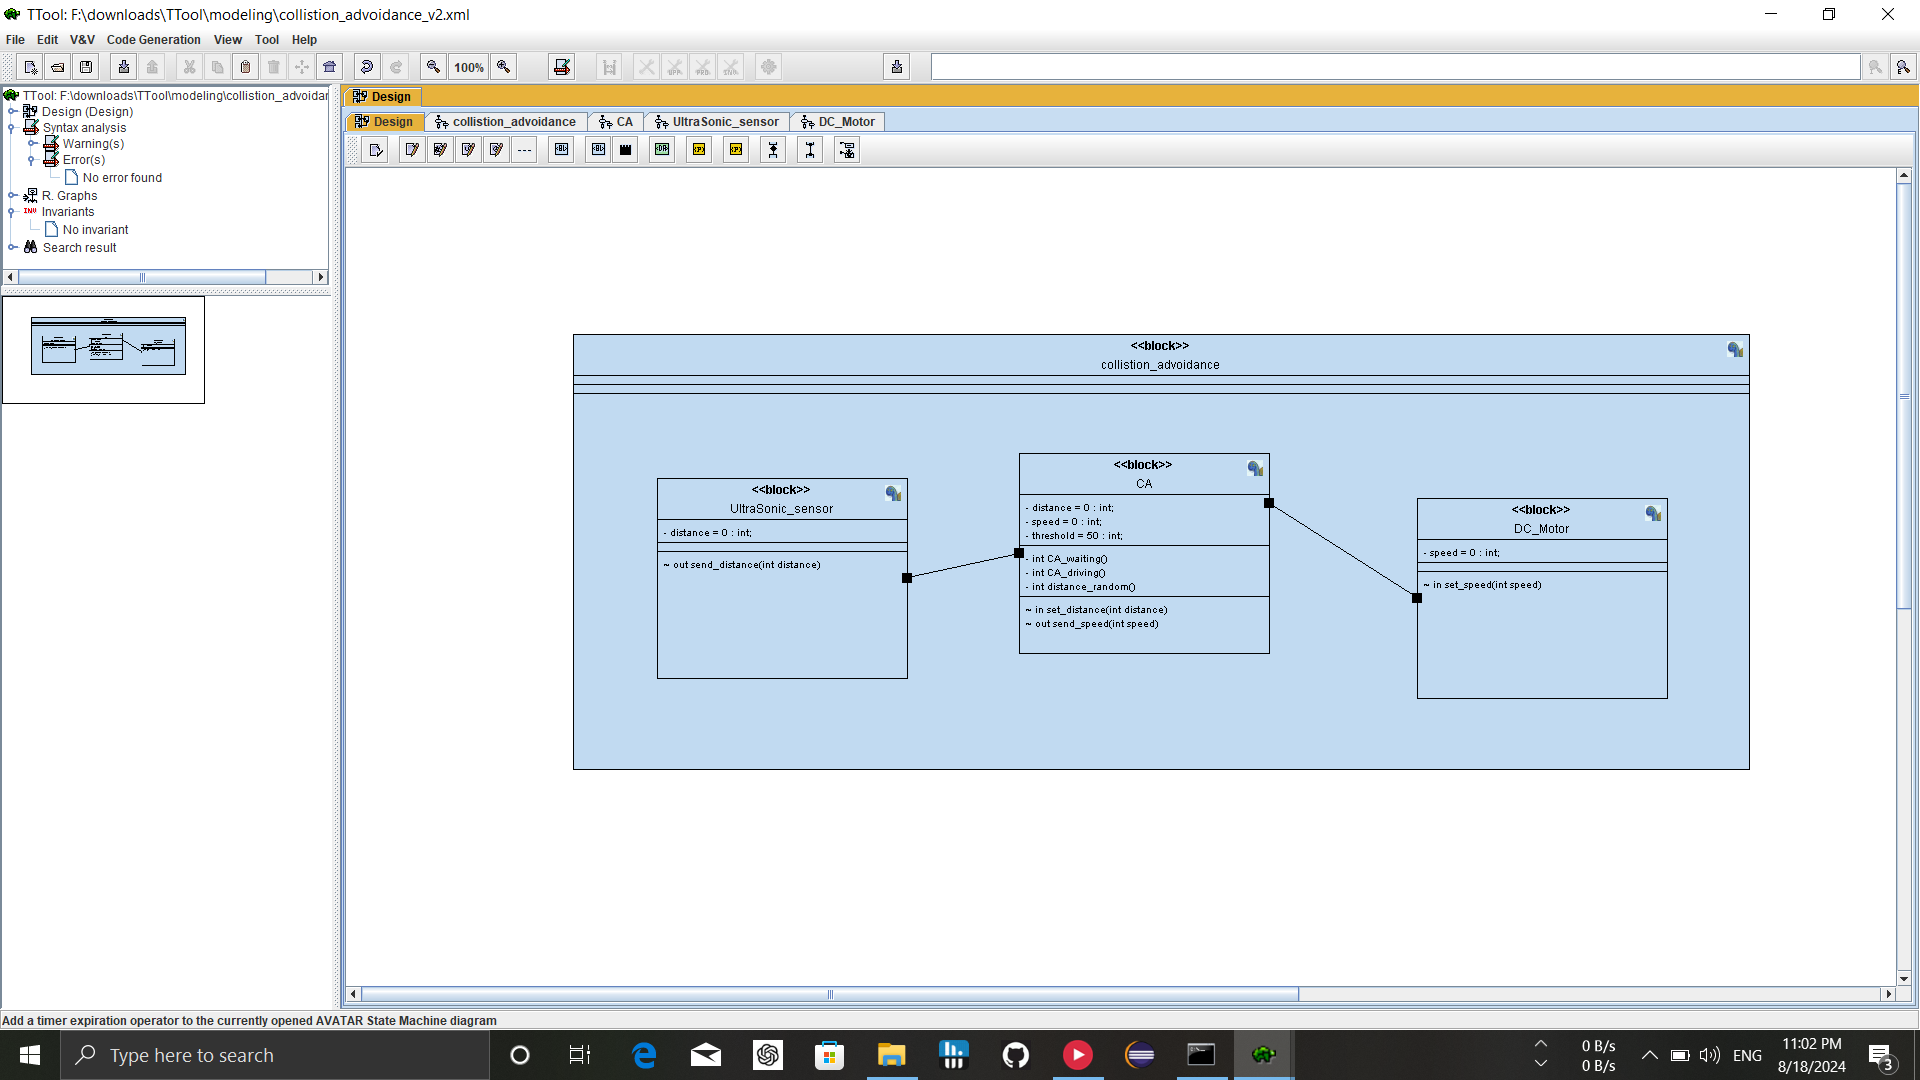 TTool: F:\downloads\TTool\modeling\collistion_advoidance_v2.xml
File Edit V&V Code Generation View Tool Help
100%
TTool: F:\downloads\TTool\modeling\collistion_advoidar
Design (Design)
Syntax analysis
Warning(s)
Error(s)
No error found
R. Graphs
INV Invariants
No invariant
Search result
Design
Design collistion_advoidance CA UltraSonic_sensor DC_Motor
<<block>>
collistion_advoidance
<<block>>
UltraSonic_sensor
- distance = 0 : int;
~ out send_distance(int distance)
<<block>>
CA
- distance = 0 : int;
- speed = 0 : int;
- threshold = 50 : int;
- int CA_waiting()
- int CA_driving()
- int distance_random()
~ in set_distance(int distance)
~ out send_speed(int speed)
<<block>>
DC_Motor
- speed = 0 : int;
~ in set_speed(int speed)
Add a timer expiration operator to the currently opened AVATAR State Machine diagram
Type here to search
0 B/s
0 B/s
ENG
11:02 PM
8/18/2024
3